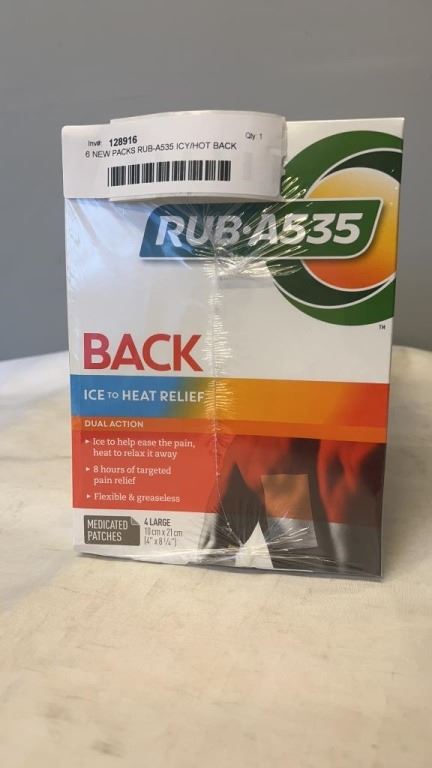 Inv#: 128916 Qty: 1
6 NEW PACKS RUB-A535 ICY/HOT BACK
RUB·A535
TM
BACK
ICE TO HEAT RELIEF
DUAL ACTION
▸ Ice to help ease the pain,
heat to relax it away
▸ 8 hours of targeted
pain relief
▸ Flexible & greaseless
MEDICATED
PATCHES
4 LARGE
10 cm x 21 cm
(4" x 8 1/4")